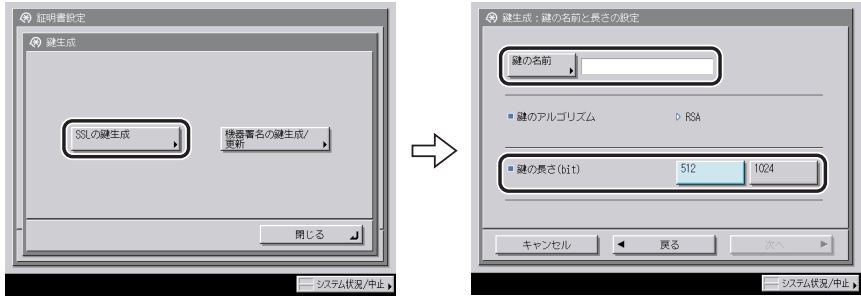 証明書設定
鍵生成
SSLの鍵生成
機器署名の鍵生成/
更新
閉じる
システム状況/中止
鍵生成：鍵の名前と長さの設定
鍵の名前
鍵のアルゴリズム RSA
鍵の長さ(bit) 512 1024
キャンセル 戻る 次へ
システム状況/中止